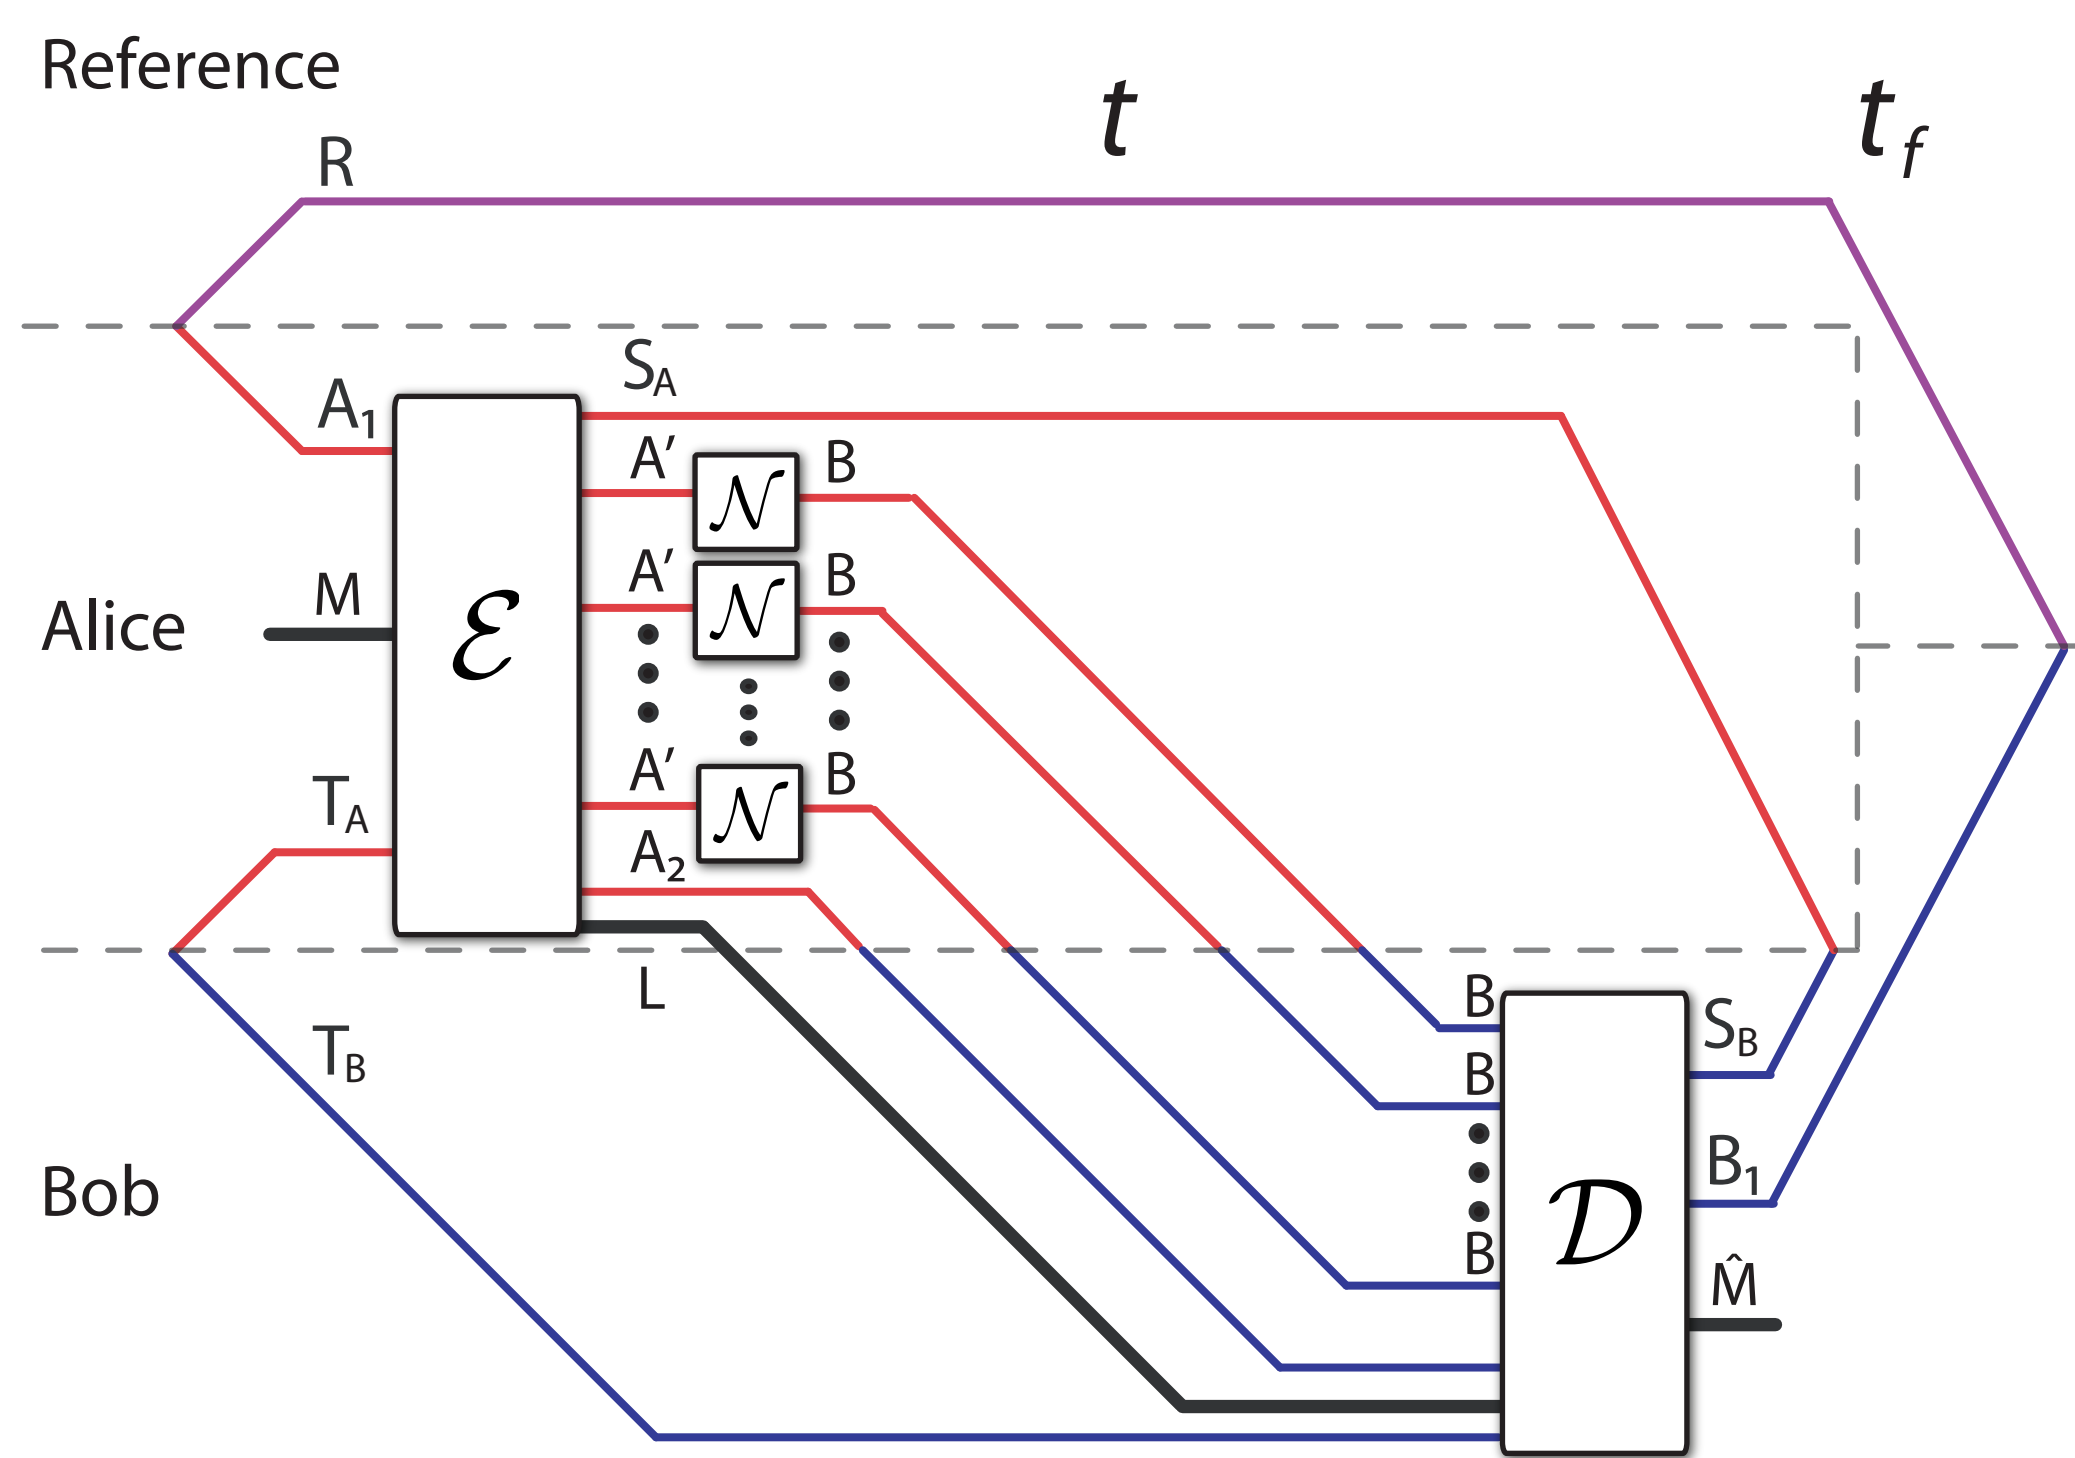 Reference
t
t_f
R
S_A
A_1
A′
B
N
A′
B
N
M
Alice
E
A′
B
N
T_A
A_2
L
B
S_B
T_B
B
B_1
Bob
D
B
M̂